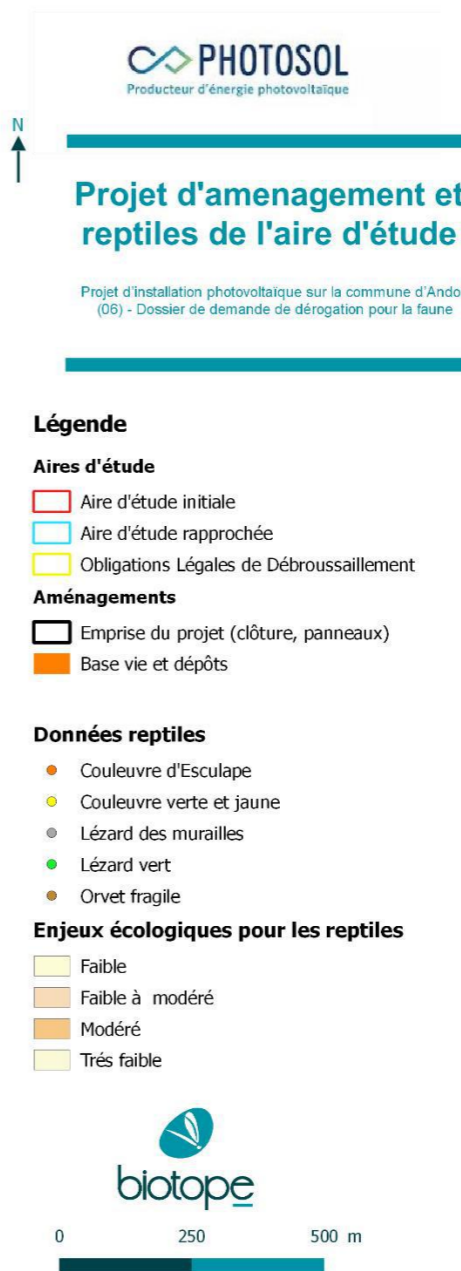 PHOTOSOL
Producteur d'énergie photovoltaïque
N
Projet d'amenagement et
reptiles de l'aire d'étude
Projet d'installation photovoltaïque sur la commune d'Ando
(06) - Dossier de demande de dérogation pour la faune
Légende
Aires d'étude
Aire d'étude initiale
Aire d'étude rapprochée
Obligations Légales de Débroussaillement
Aménagements
Emprise du projet (clôture, panneaux)
Base vie et dépôts
Données reptiles
Couleuvre d'Esculape
Couleuvre verte et jaune
Lézard des murailles
Lézard vert
Orvet fragile
Enjeux écologiques pour les reptiles
Faible
Faible à modéré
Modéré
Trés faible
biotope
0 250 500 m